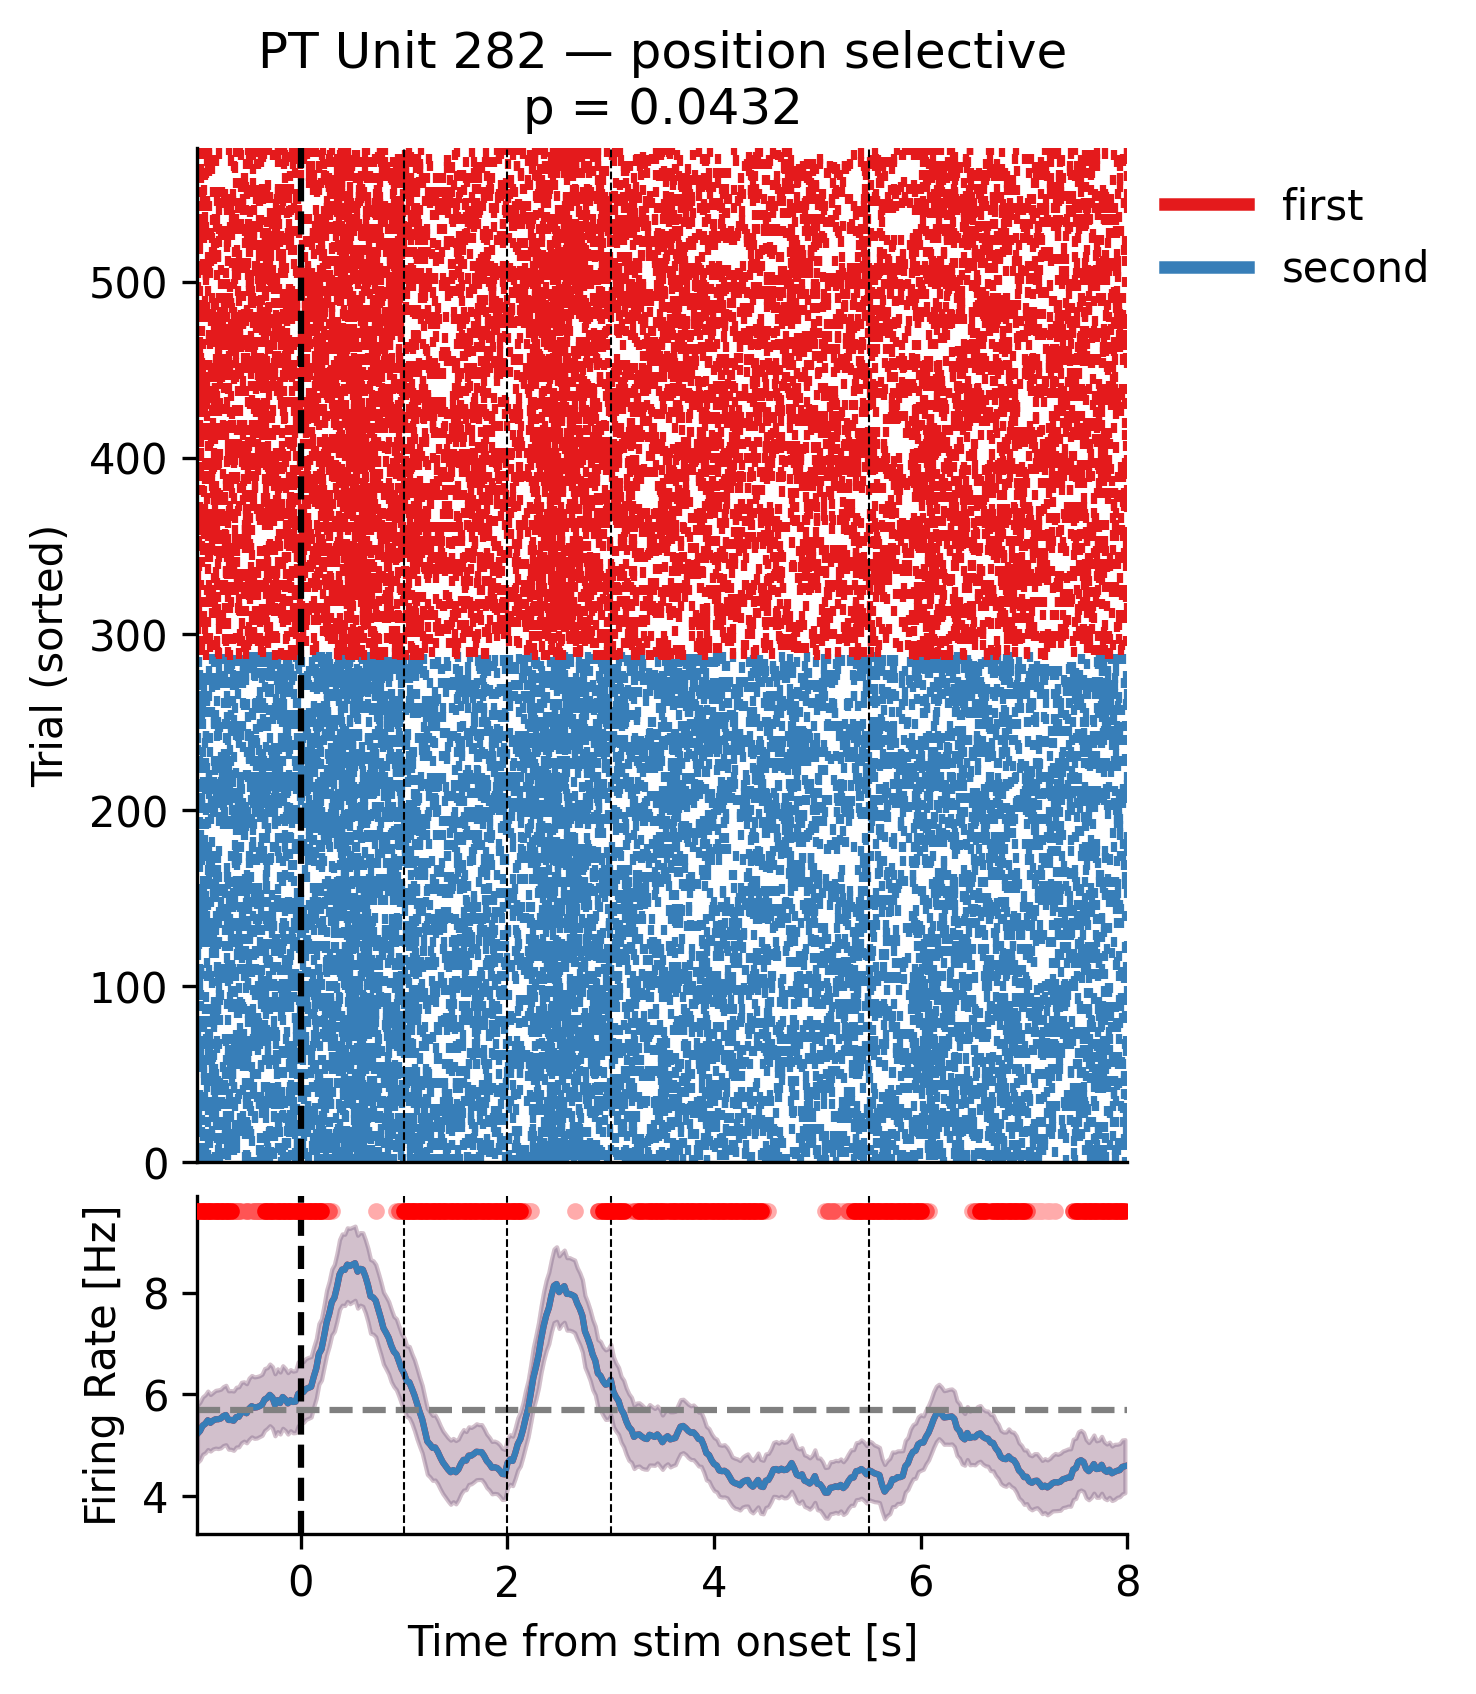 PT Unit 282 — position selective
p = 0.0432
first
second
500
400
300
200
100
0
Trial (sorted)
8
6
4
Firing Rate [Hz]
0 2 4 6 8
Time from stim onset [s]